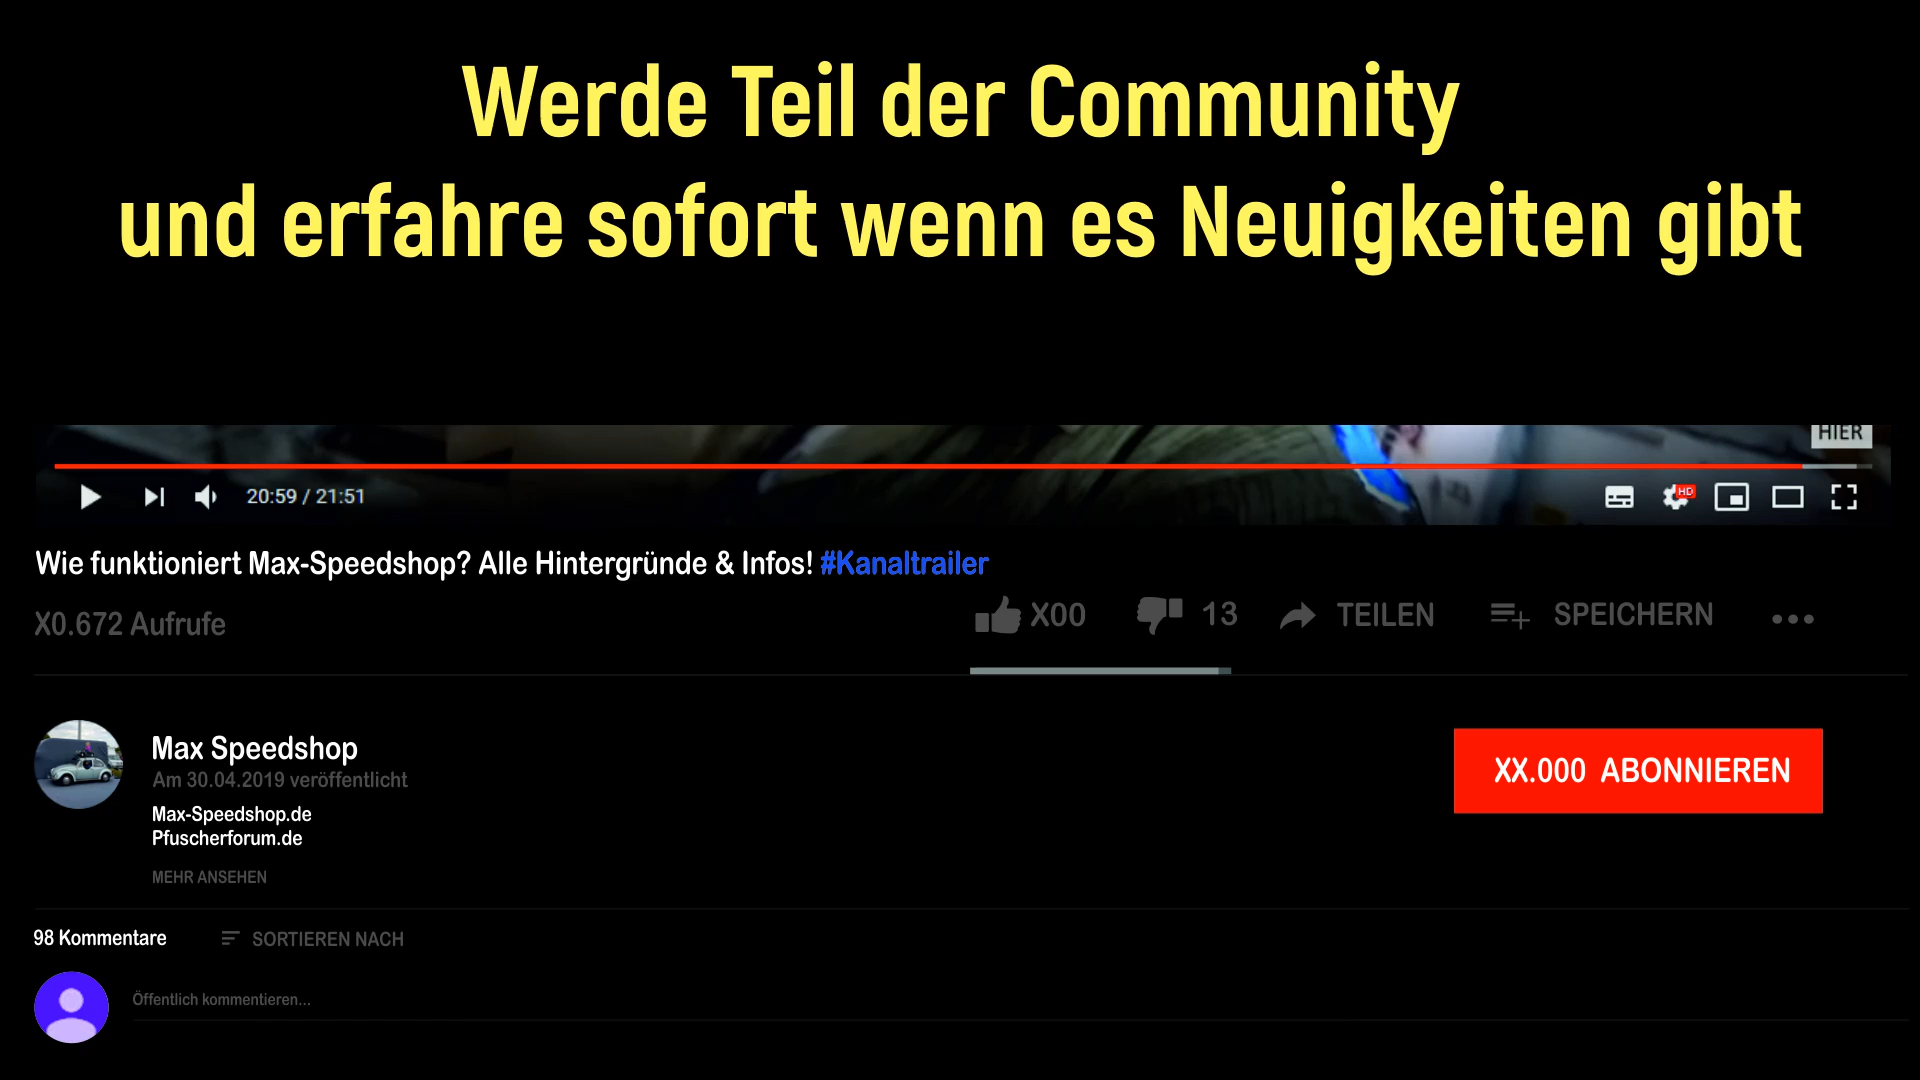 Werde Teil der Community
und erfahre sofort wenn es Neuigkeiten gibt
HIER
20:59 / 21:51
HD
Wie funktioniert Max-Speedshop? Alle Hintergründe & Infos! #Kanaltrailer
X0.672 Aufrufe
X00 13 TEILEN SPEICHERN
Max Speedshop
Am 30.04.2019 veröffentlicht
XX.000 ABONNIEREN
Max-Speedshop.de
Pfuscherforum.de
MEHR ANSEHEN
98 Kommentare SORTIEREN NACH
Öffentlich kommentieren...